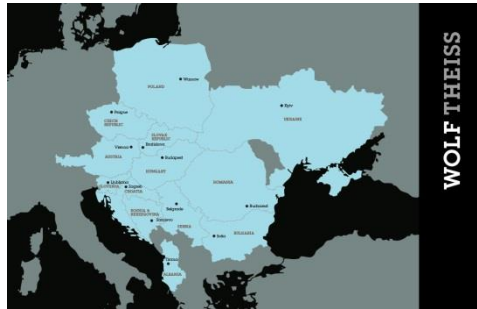 WOLF THEISS
POLAND
Warsaw
Prague
CZECH
REPUBLIC
Kyiv
UKRAINE
SLOVAK
REPUBLIC
Bratislava
Vienna
AUSTRIA
Budapest
HUNGARY
Ljubljana
SLOVENIA
Zagreb
CROATIA
ROMANIA
BOSNIA &
HERZEGOVINA
Belgrade
Bucharest
Sarajevo
SERBIA
Sofia
BULGARIA
Tirana
ALBANIA